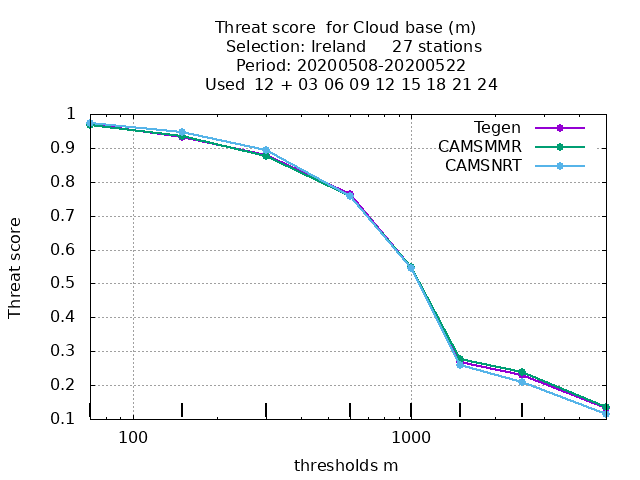 Threat score  for Cloud base (m)
Selection: Ireland     27 stations
Period: 20200508-20200522
Used  12 + 03 06 09 12 15 18 21 24
Tegen
CAMSMMR
CAMSNRT
Threat score
1
0.9
0.8
0.7
0.6
0.5
0.4
0.3
0.2
0.1
100
1000
thresholds m